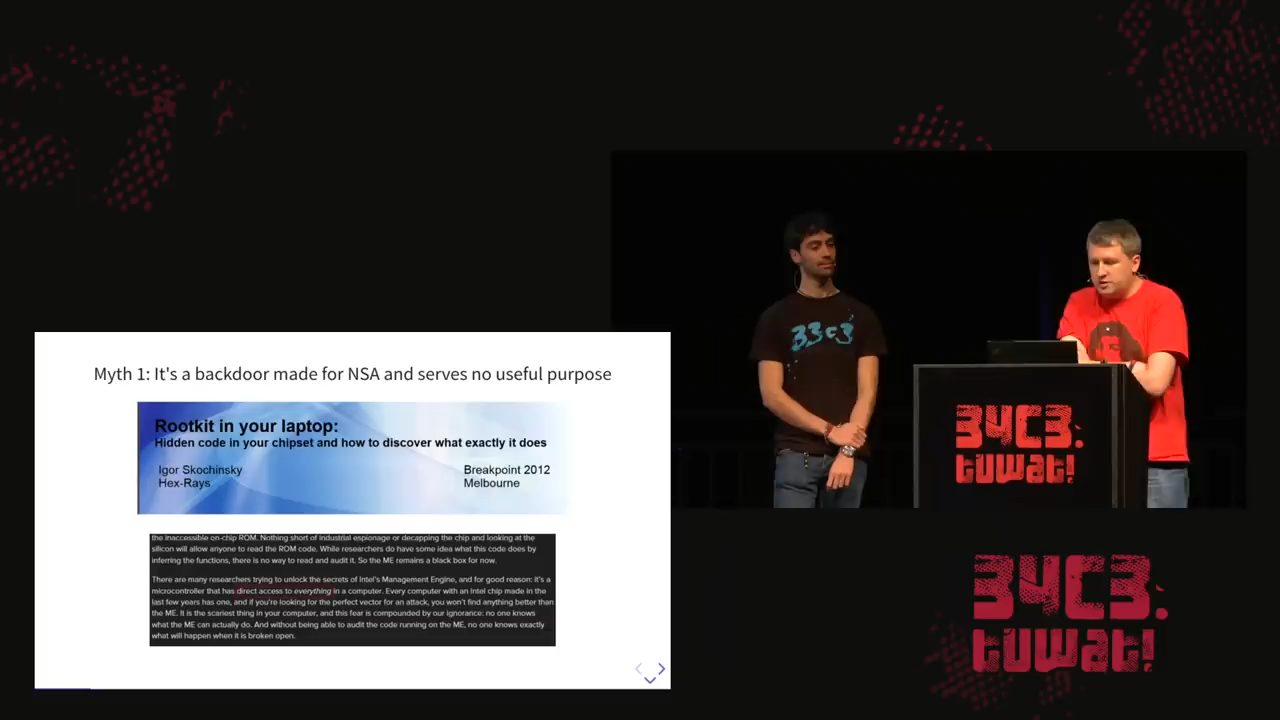 33c3
34C3:
tuwat!
Myth 1: It's a backdoor made for NSA and serves no useful purpose
Rootkit in your laptop:
Hidden code in your chipset and how to discover what exactly it does
Igor Skochinsky
Hex-Rays
Breakpoint 2012
Melbourne
the inaccessible on-chip ROM. Nothing short of industrial espionage or decapping the chip and looking at the
silicon will allow anyone to read the ROM code. While researchers do have some idea what this code does by
inferring the functions, there is no way to read and audit it. So the ME remains a black box for now.
There are many researchers trying to unlock the secrets of Intel's Management Engine, and for good reason: it's a
microcontroller that has direct access to everything in a computer. Every computer with an Intel chip made in the
last few years has one, and if you're looking for the perfect vector for an attack, you won't find anything better than
the ME. It is the scariest thing in your computer, and this fear is compounded by our ignorance: no one knows
what the ME can actually do. And without being able to audit the code running on the ME, no one knows exactly
what will happen when it is broken open.
34C3:
tuwat!